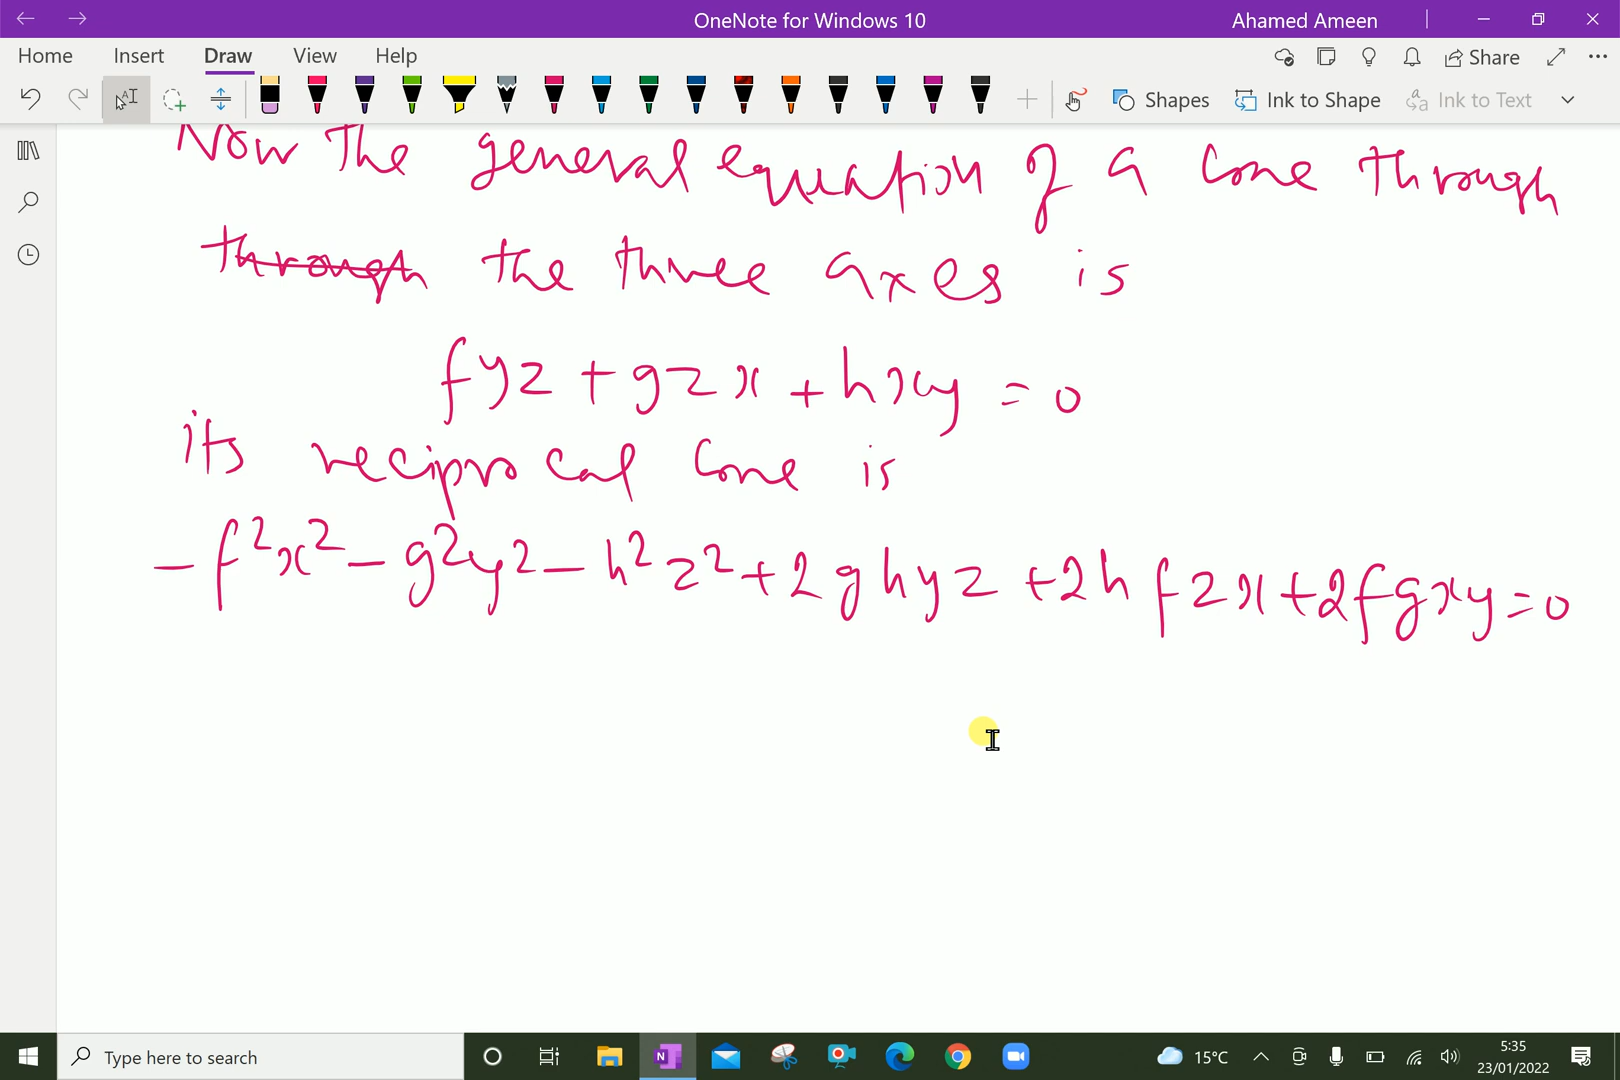 OneNote for Windows 10
Ahamed Ameen
Home Insert Draw View Help
Share
Shapes Ink to Shape Ink to Text
Now the general equation of a cone through
through the three axes is
fyz + gzx + hxy = 0
its reciprocal cone is
- f²x² - g²y² - h²z² + 2ghyz + 2hfzx + 2fgxy = 0
Type here to search
15°C
5:35
23/01/2022